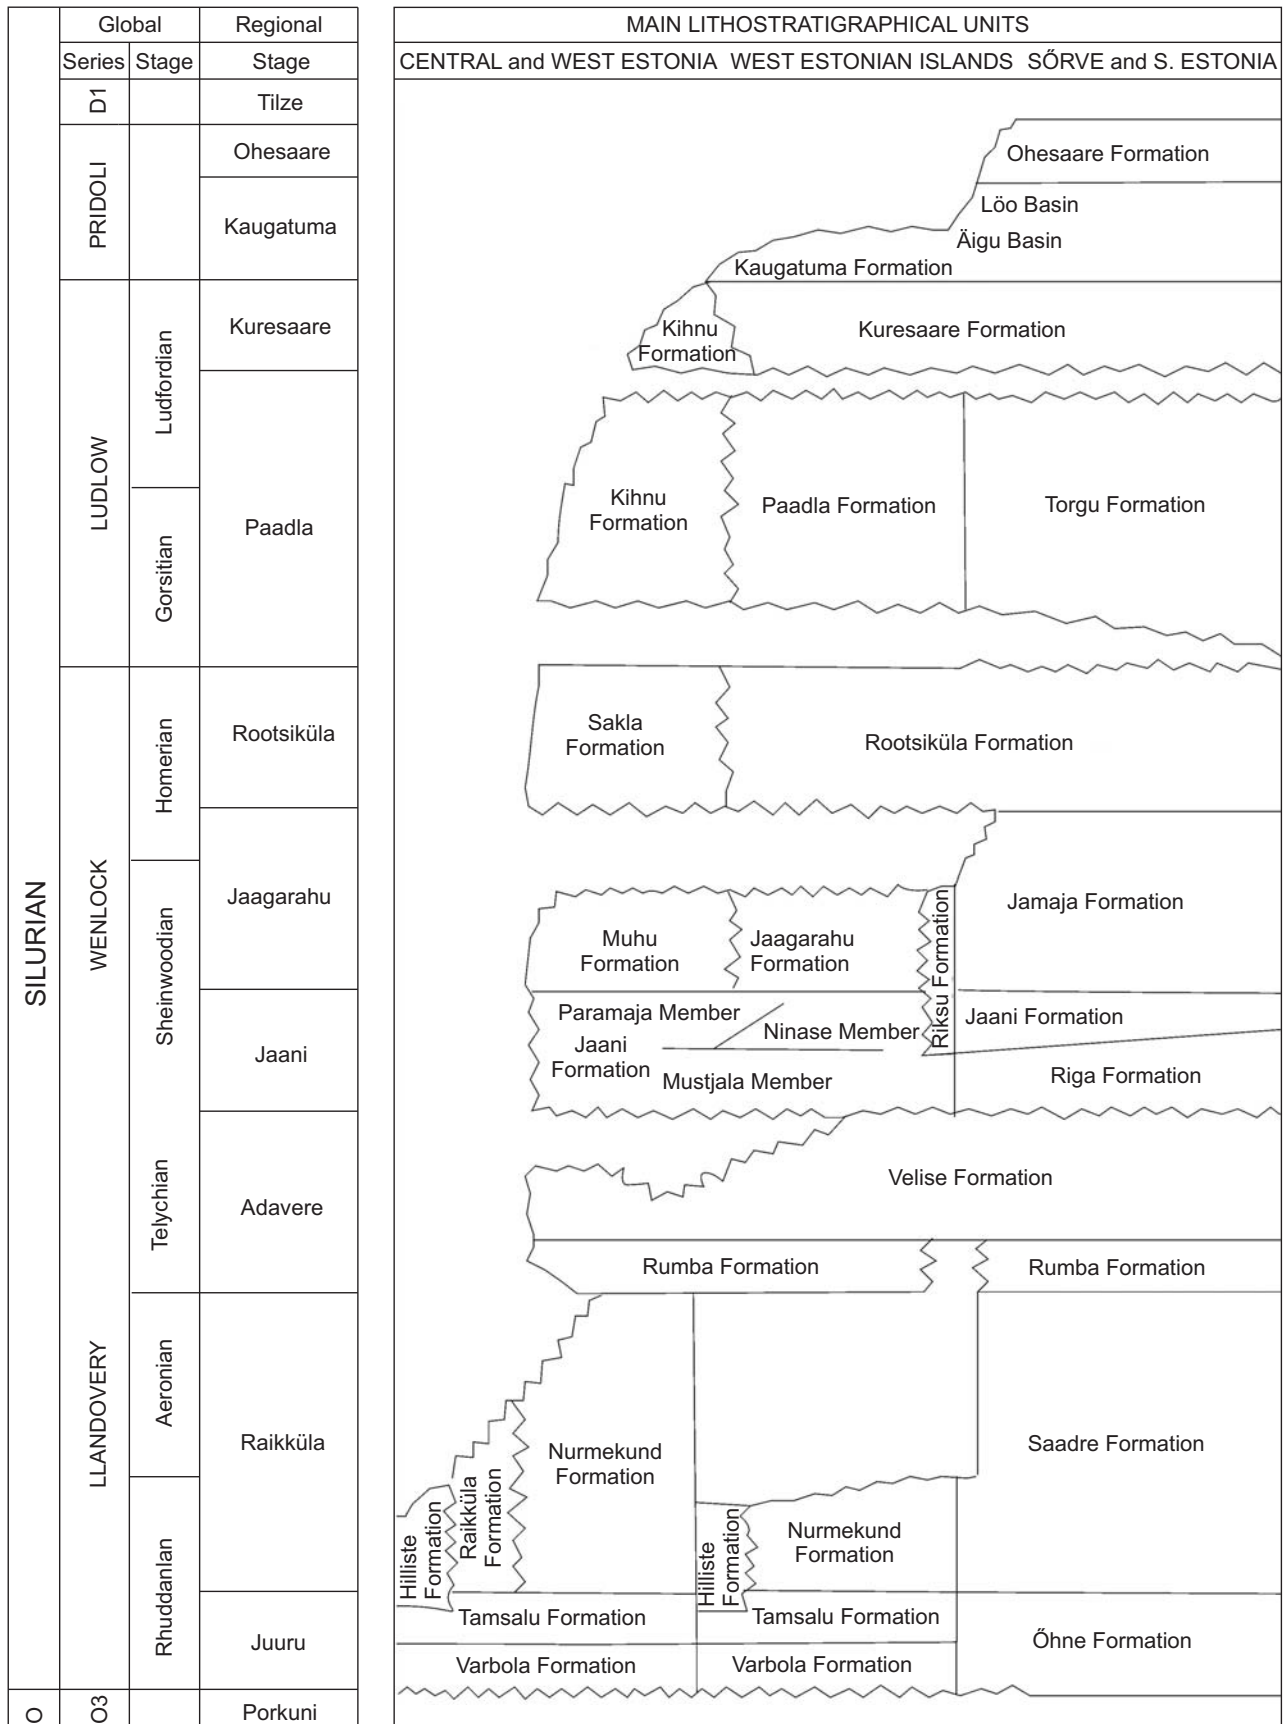 Global
Regional
MAIN LITHOSTRATIGRAPHICAL UNITS
Series
Stage
Stage
CENTRAL and WEST ESTONIA
WEST ESTONIAN ISLANDS
SŐRVE and S. ESTONIA
SILURIAN
O
D1
PRIDOLI
LUDLOW
WENLOCK
LLANDOVERY
O3
Ludfordian
Gorsitian
Homerian
Sheinwoodian
Telychian
Aeronian
Rhuddanlan
Tilze
Ohesaare
Kaugatuma
Kuresaare
Paadla
Rootsiküla
Jaagarahu
Jaani
Adavere
Raikküla
Juuru
Porkuni
Ohesaare Formation
Löo Basin
Äigu Basin
Kaugatuma Formation
Kihnu
Formation
Kuresaare Formation
Kihnu
Formation
Paadla Formation
Torgu Formation
Sakla
Formation
Rootsiküla Formation
Muhu
Formation
Jaagarahu
Formation
Riksu Formation
Jamaja Formation
Paramaja Member
Ninase Member
Jaani
Formation
Mustjala Member
Jaani Formation
Riga Formation
Velise Formation
Rumba Formation
Rumba Formation
Hilliste
Formation
Raikküla
Formation
Nurmekund
Formation
Hilliste
Formation
Nurmekund
Formation
Saadre Formation
Tamsalu Formation
Tamsalu Formation
Őhne Formation
Varbola Formation
Varbola Formation